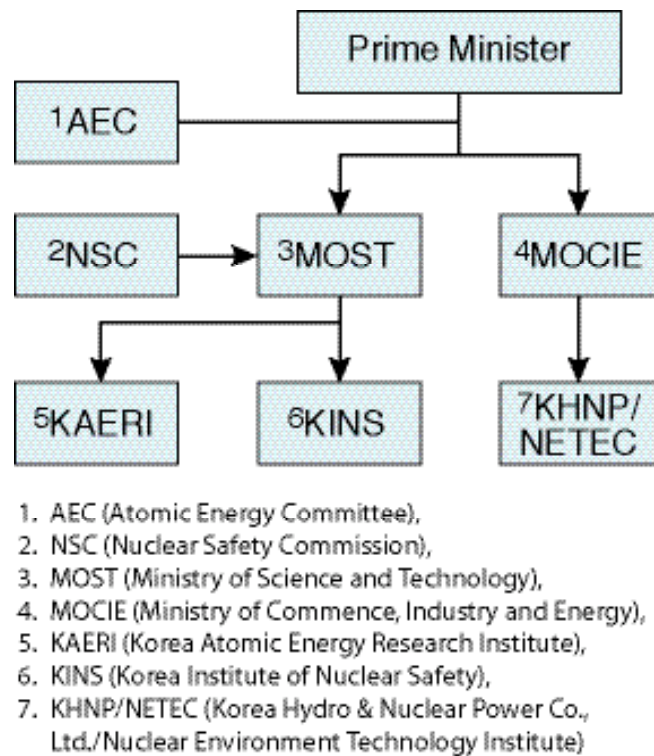 Prime Minister
¹AEC
²NSC
³MOST
⁴MOCIE
⁵KAERI
⁶KINS
⁷KHNP/
NETEC
1. AEC (Atomic Energy Committee),
2. NSC (Nuclear Safety Commission),
3. MOST (Ministry of Science and Technology),
4. MOCIE (Ministry of Commence, Industry and Energy),
5. KAERI (Korea Atomic Energy Research Institute),
6. KINS (Korea Institute of Nuclear Safety),
7. KHNP/NETEC (Korea Hydro & Nuclear Power Co.,
Ltd./Nuclear Environment Technology Institute)